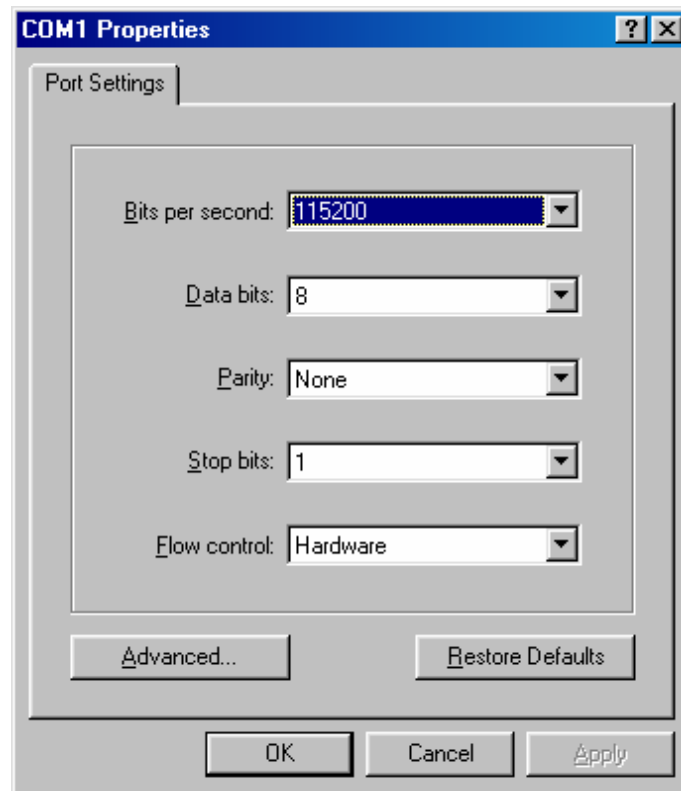 COM1 Properties
Port Settings
Bits per second: 115200
Data bits: 8
Parity: None
Stop bits: 1
Flow control: Hardware
Advanced... Restore Defaults
OK Cancel Apply